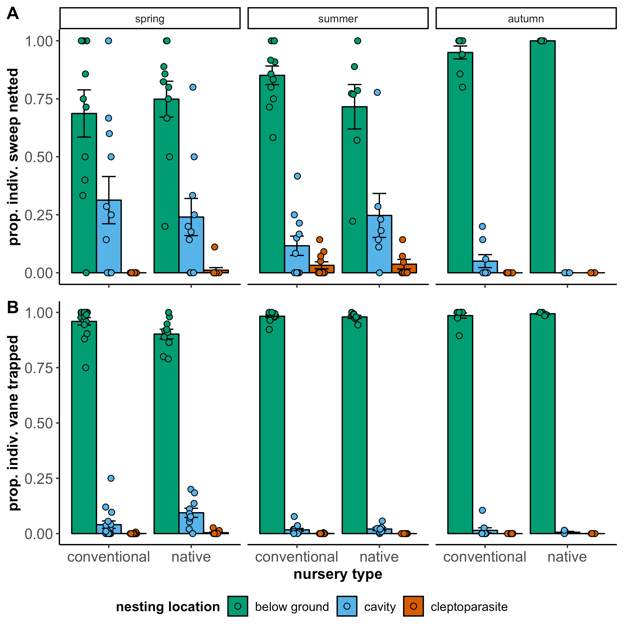 A
spring summer autumn
prop. indiv. sweep netted
1.00
0.75
0.50
0.25
0.00
B
prop. indiv. vane trapped
1.00
0.75
0.50
0.25
0.00
conventional native conventional native conventional native
nursery type
nesting location below ground cavity cleptoparasite